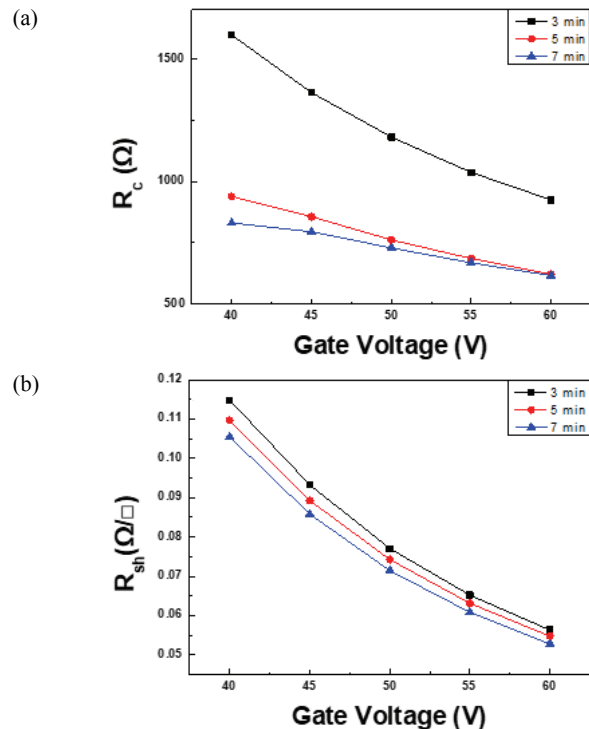 (a)
3 min
5 min
7 min
1500
1000
500
R_c (Ω)
40 45 50 55 60
Gate Voltage (V)
(b)
3 min
5 min
7 min
0.12
0.11
0.10
0.09
0.08
0.07
0.06
0.05
R_sh(Ω/□)
40 45 50 55 60
Gate Voltage (V)